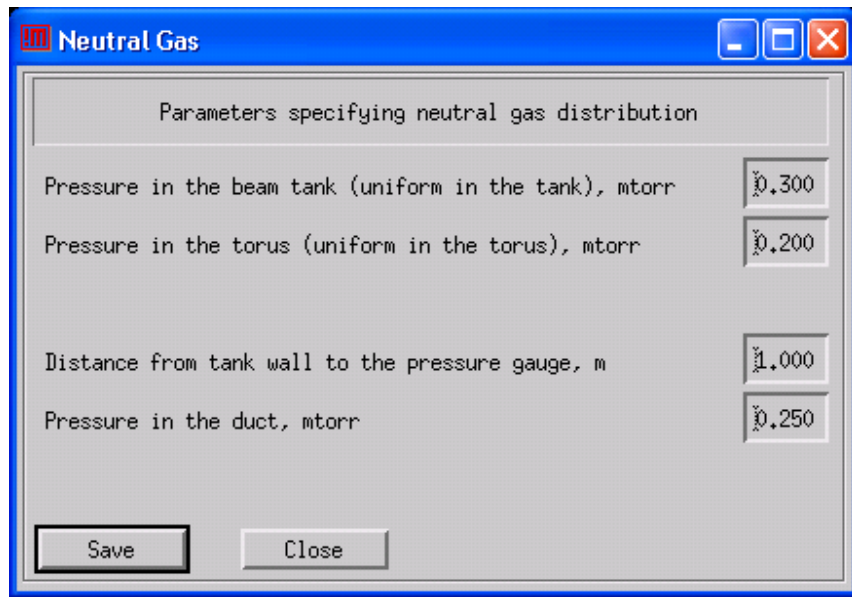 Neutral Gas
Parameters specifying neutral gas distribution
Pressure in the beam tank (uniform in the tank), mtorr 0.300
Pressure in the torus (uniform in the torus), mtorr 0.200
Distance from tank wall to the pressure gauge, m 1.000
Pressure in the duct, mtorr 0.250
Save Close